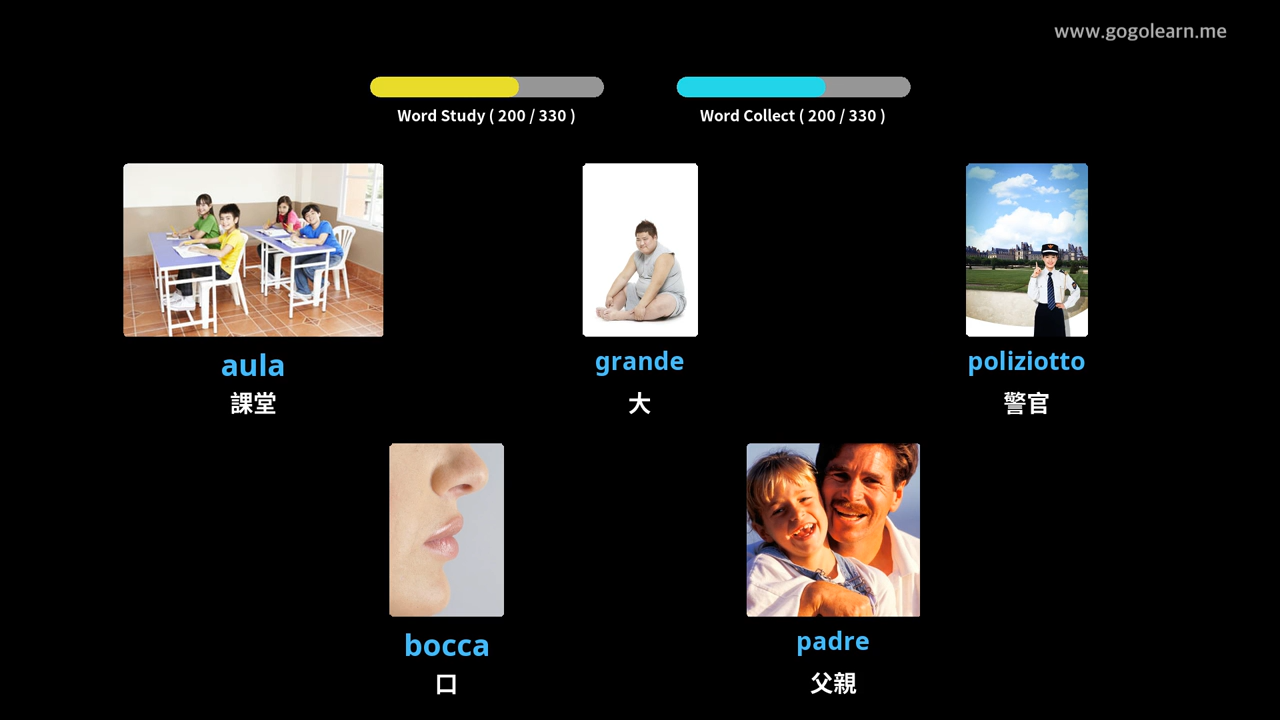 www.gogolearn.me
Word Study ( 200 / 330 )
Word Collect ( 200 / 330 )
aula
課堂
grande
大
poliziotto
警官
bocca
口
padre
父親